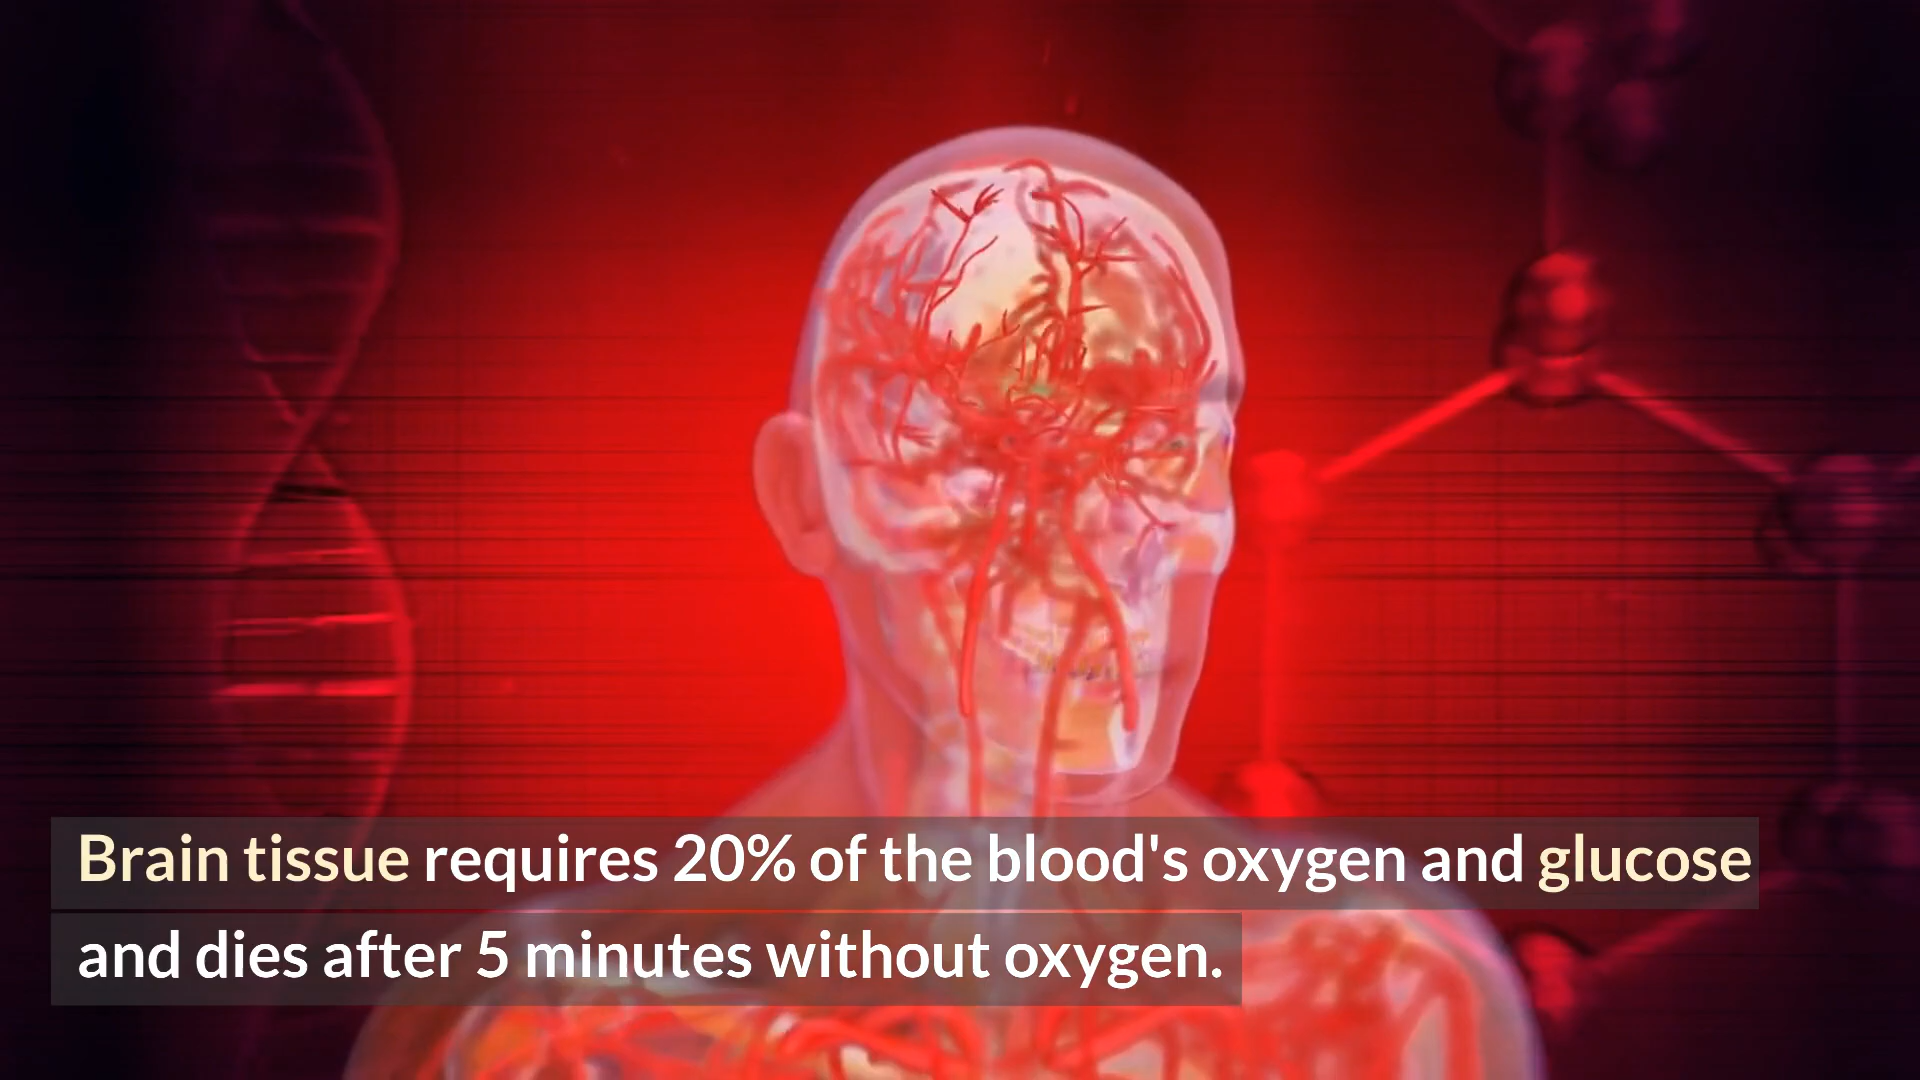 Brain tissue requires 20% of the blood's oxygen and glucose
and dies after 5 minutes without oxygen.